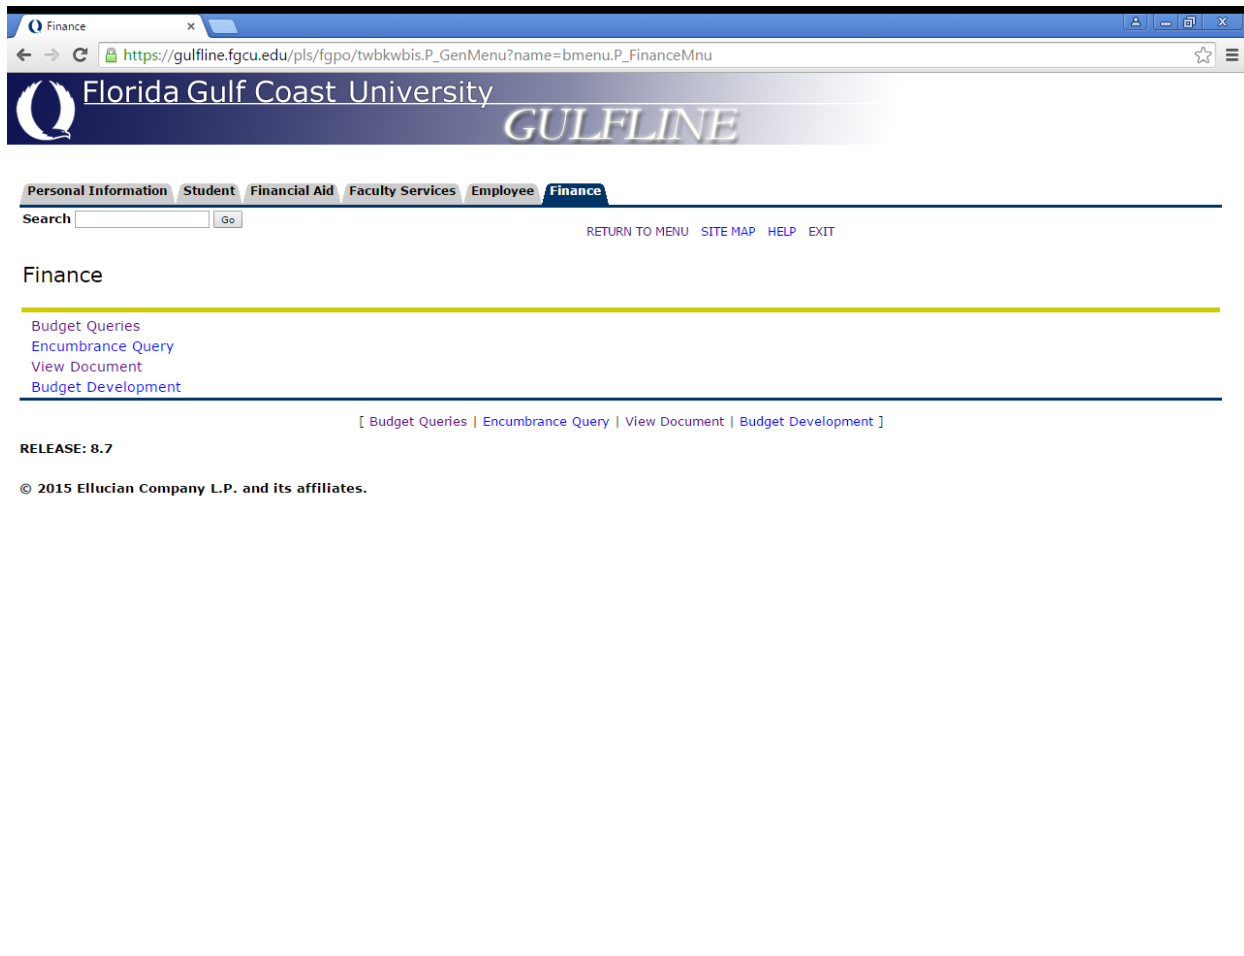 Finance
https://gulfline.fgcu.edu/pls/fgpo/twbkwbis.P_GenMenu?name=bmenu.P_FinanceMnu
Florida Gulf Coast University
GULFLINE
Personal Information Student Financial Aid Faculty Services Employee Finance
Search Go
RETURN TO MENU SITE MAP HELP EXIT
Finance
Budget Queries
Encumbrance Query
View Document
Budget Development
[ Budget Queries | Encumbrance Query | View Document | Budget Development ]
RELEASE: 8.7
© 2015 Ellucian Company L.P. and its affiliates.